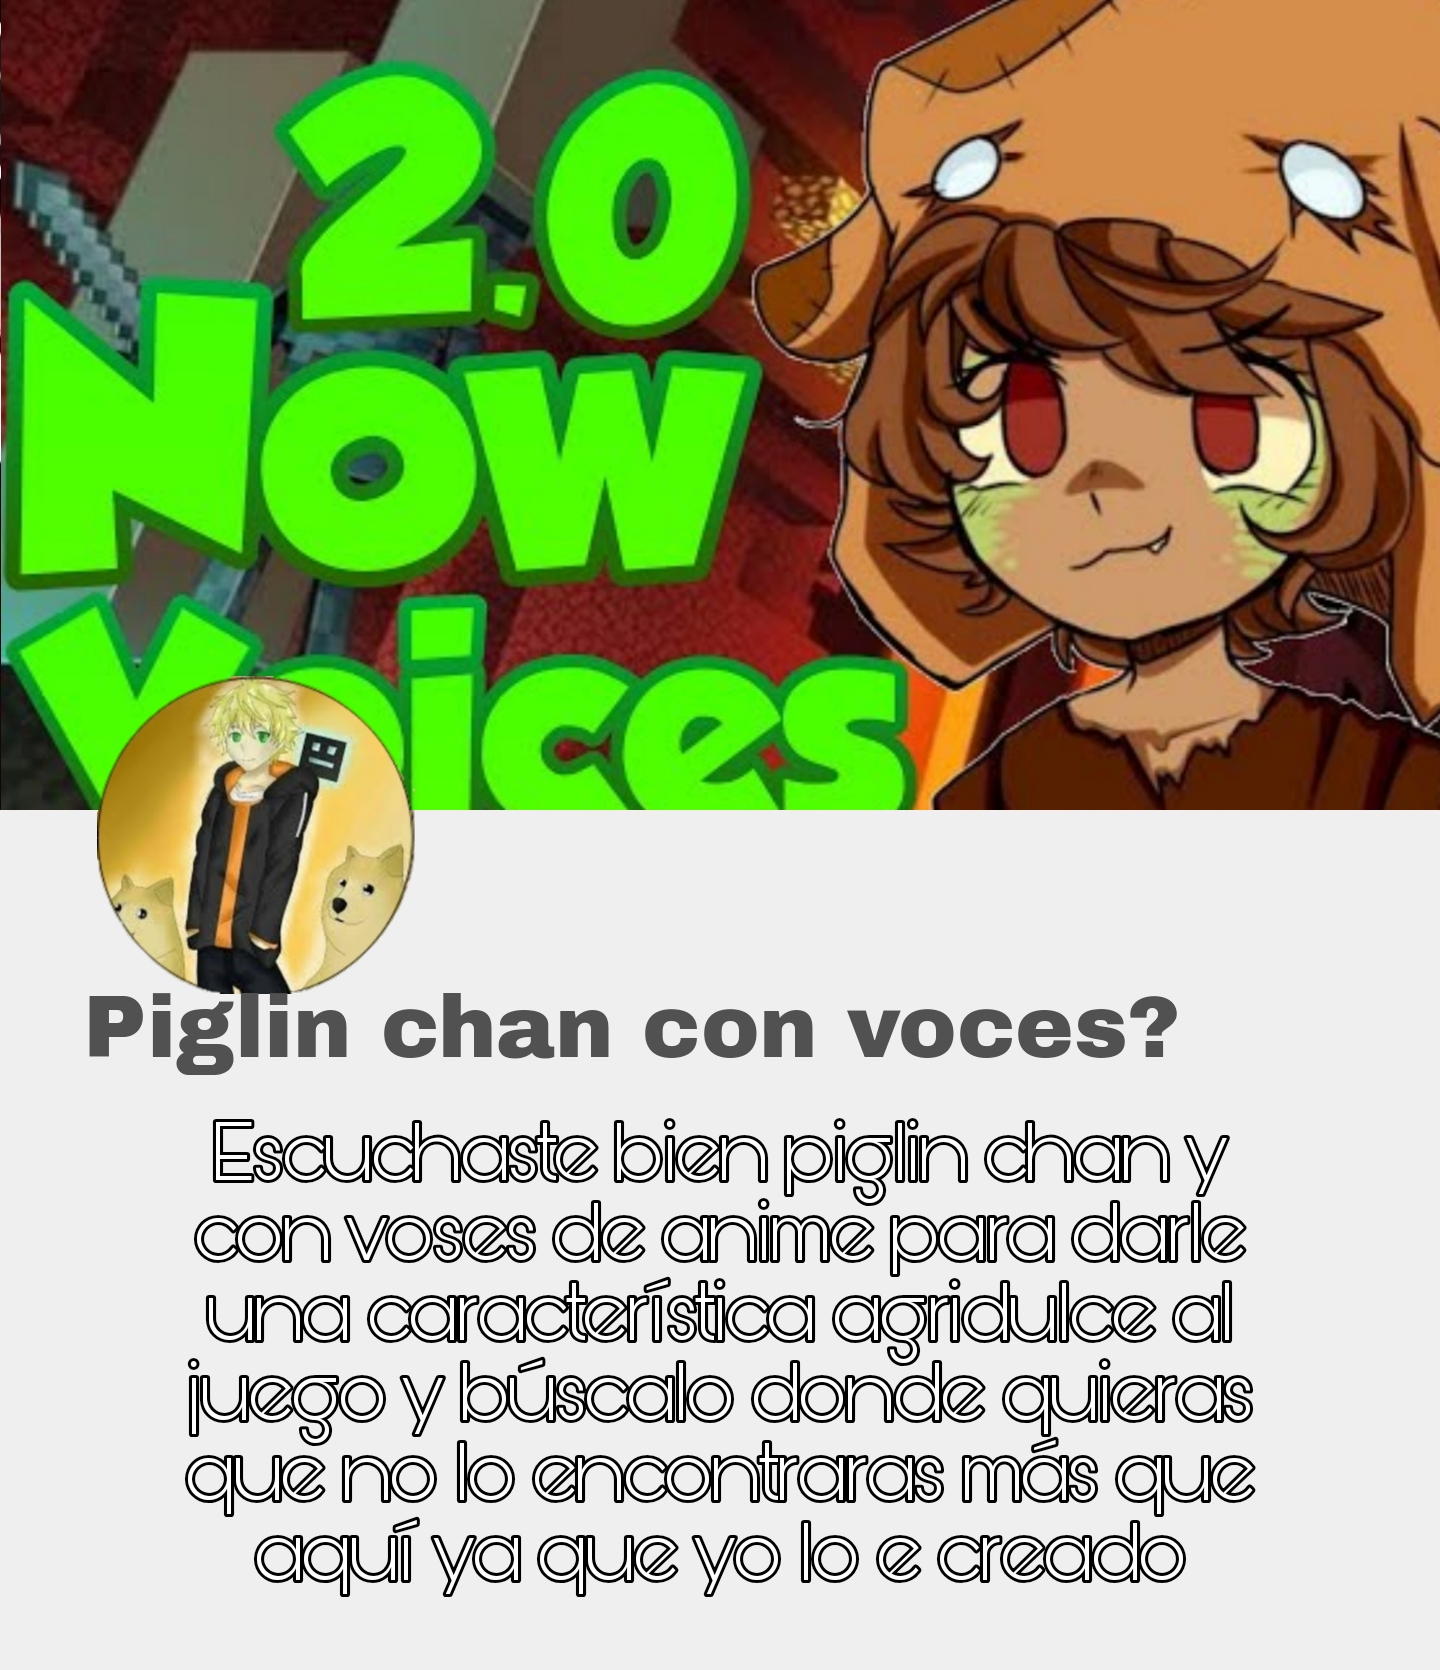 2.0
Now
Voices
Piglin chan con voces?
Escuchaste bien piglin chan y
con voses de anime para darle
una característica agridulce al
juego y búscalo donde quieras
que no lo encontraras más que
aquí ya que yo lo e creado